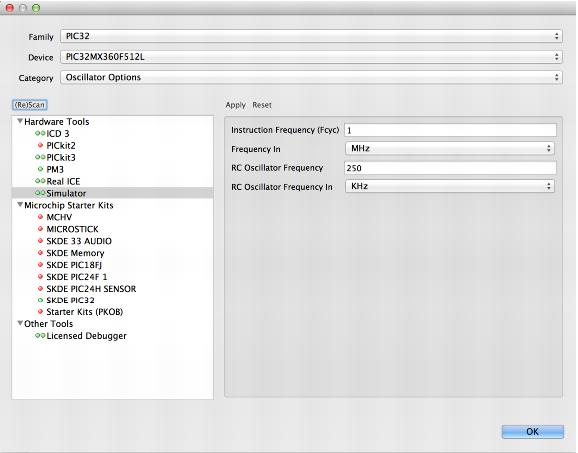 Family PIC32
Device PIC32MX360F512L
Category Oscillator Options
(Re)Scan
Apply Reset
Hardware Tools
ICD 3
PICkit2
PICkit3
PM3
Real ICE
Simulator
Microchip Starter Kits
MCHV
MICROSTICK
SKDE 33 AUDIO
SKDE Memory
SKDE PIC18FJ
SKDE PIC24F 1
SKDE PIC24H SENSOR
SKDE PIC32
Starter Kits (PKOB)
Other Tools
Licensed Debugger
Instruction Frequency (Fcyc) 1
Frequency In MHz
RC Oscillator Frequency 250
RC Oscillator Frequency In KHz
OK